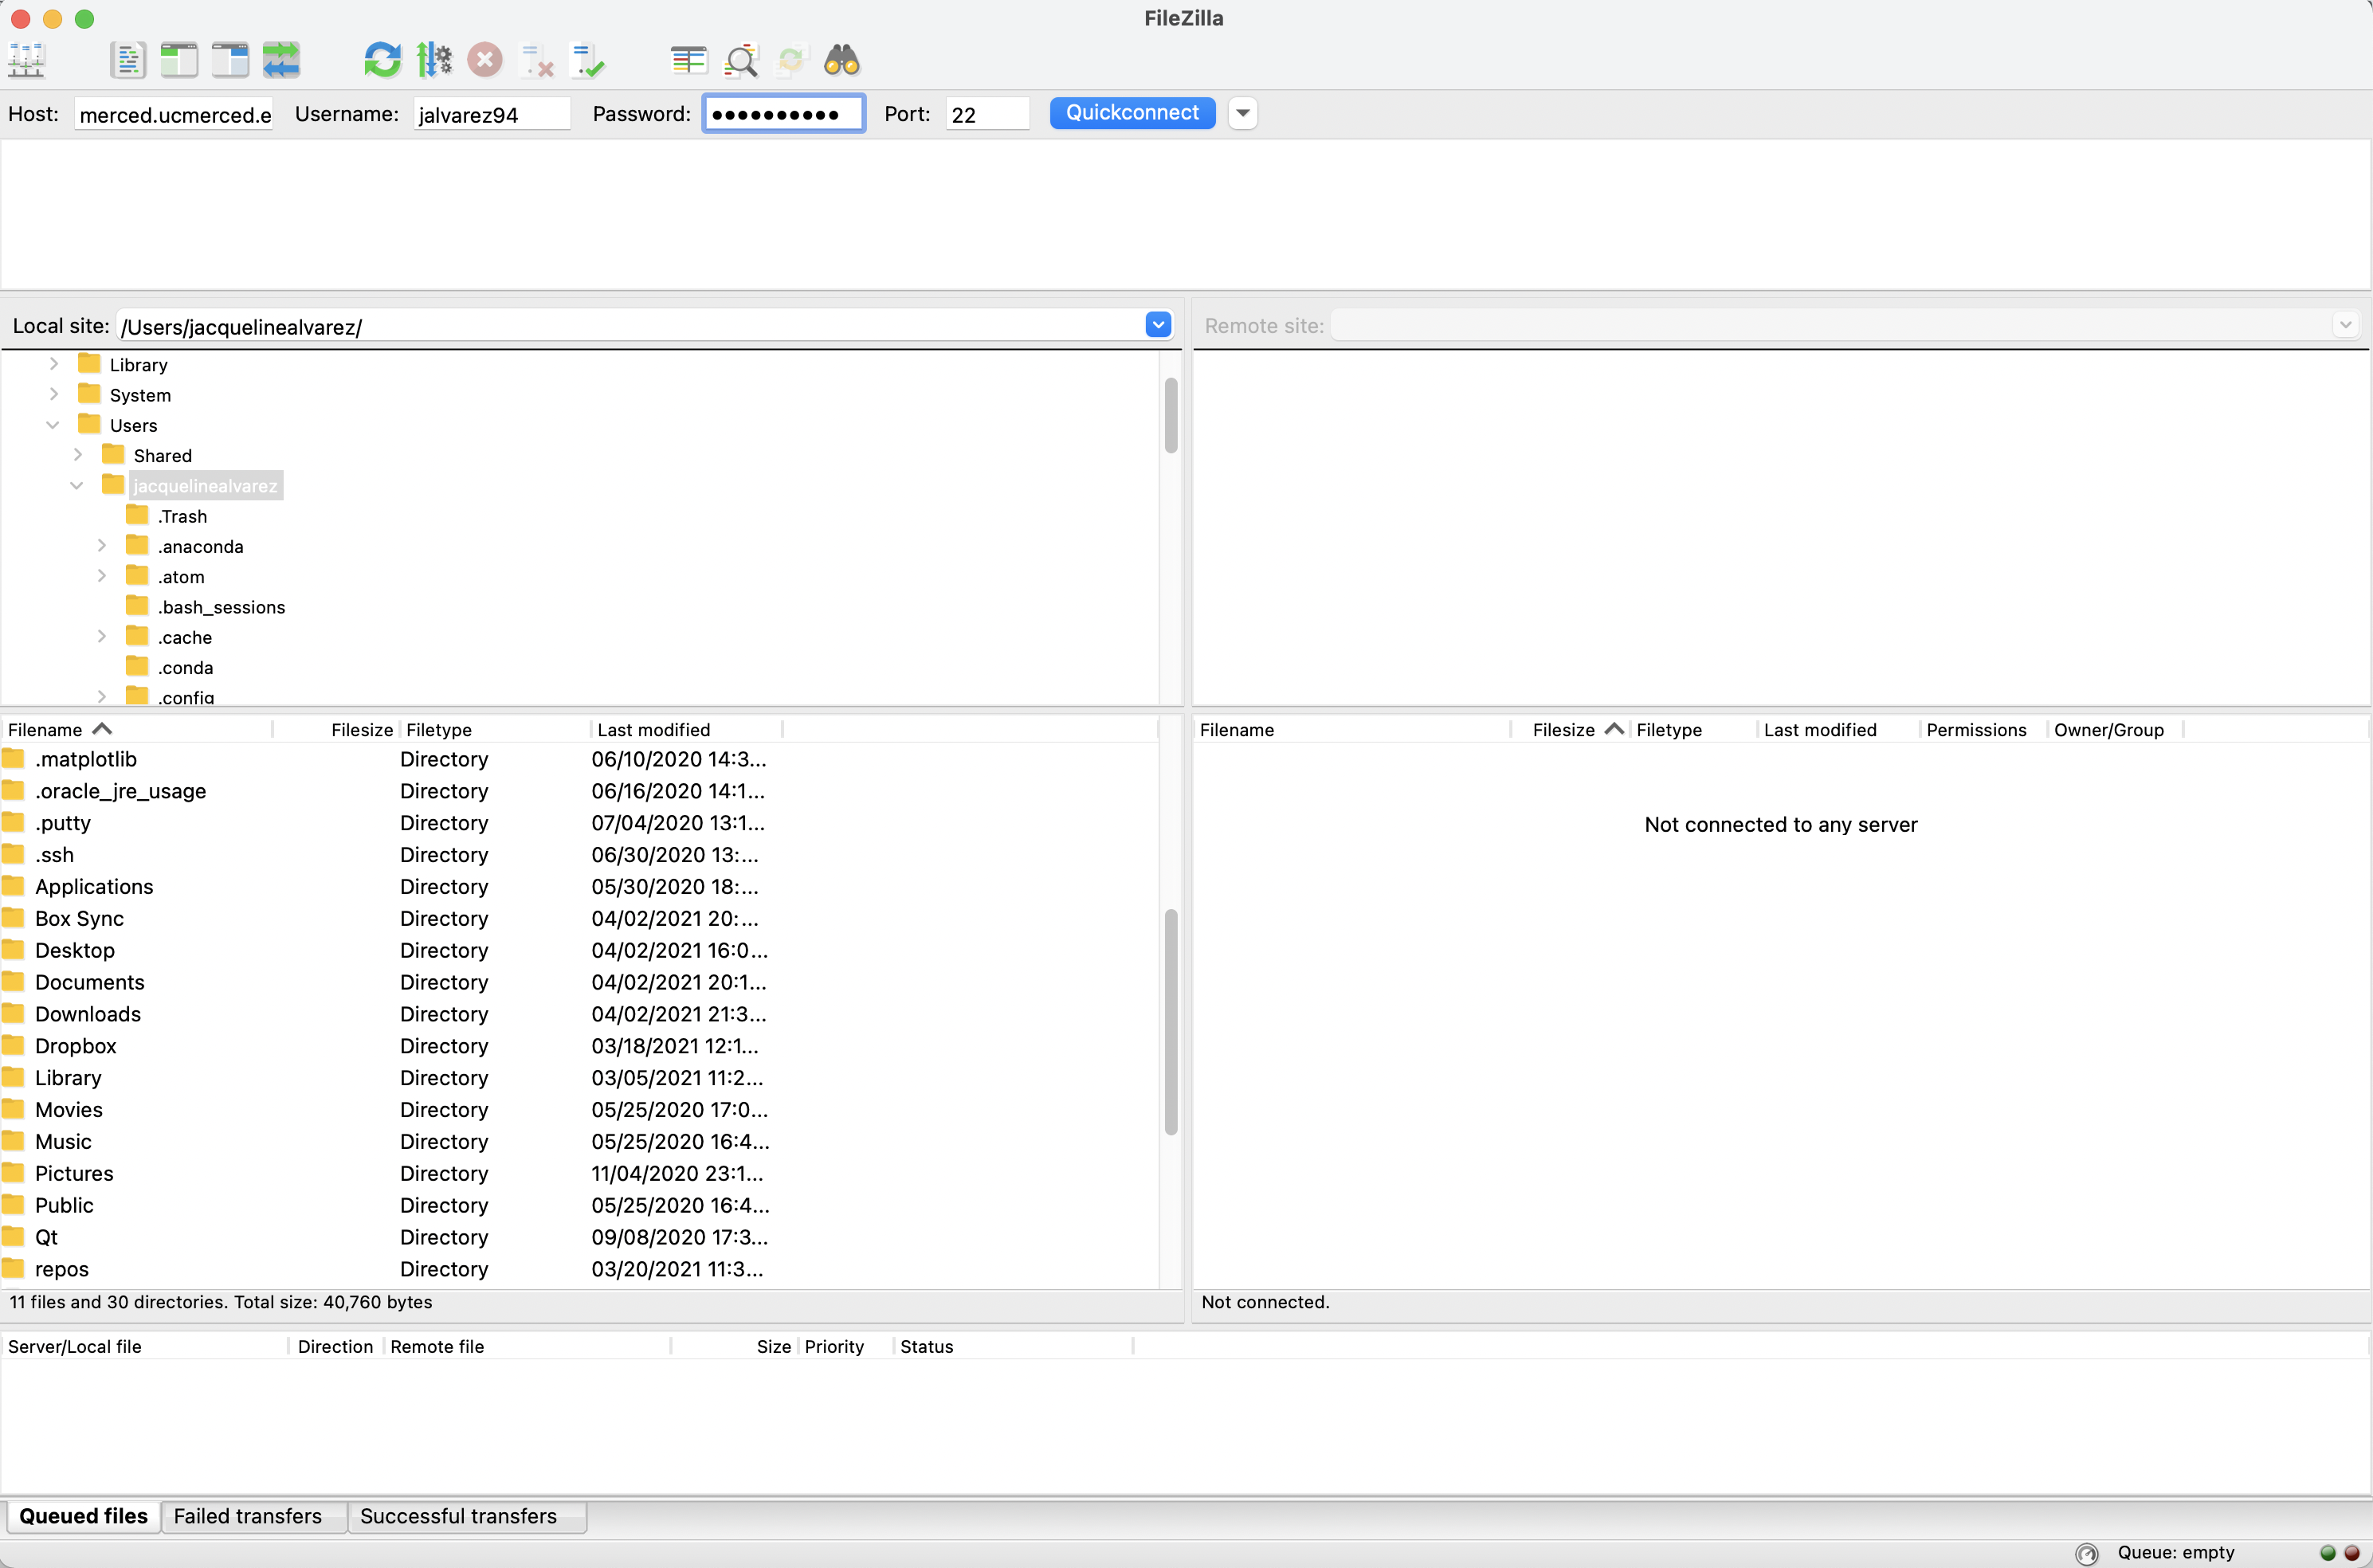 FileZilla
Host: merced.ucmerced.e Username: jalvarez94 Password: ●●●●●●●●●● Port: 22 Quickconnect
Local site: /Users/jacquelinealvarez/
Remote site:
Library
System
Users
Shared
jacquelinealvarez
.Trash
.anaconda
.atom
.bash_sessions
.cache
.conda
.config
Filename Filesize Filetype Last modified
.matplotlib Directory 06/10/2020 14:3...
.oracle_jre_usage Directory 06/16/2020 14:1...
.putty Directory 07/04/2020 13:1...
.ssh Directory 06/30/2020 13:...
Applications Directory 05/30/2020 18:...
Box Sync Directory 04/02/2021 20:...
Desktop Directory 04/02/2021 16:0...
Documents Directory 04/02/2021 20:1...
Downloads Directory 04/02/2021 21:3...
Dropbox Directory 03/18/2021 12:1...
Library Directory 03/05/2021 11:2...
Movies Directory 05/25/2020 17:0...
Music Directory 05/25/2020 16:4...
Pictures Directory 11/04/2020 23:1...
Public Directory 05/25/2020 16:4...
Qt Directory 09/08/2020 17:3...
repos Directory 03/20/2021 11:3...
11 files and 30 directories. Total size: 40,760 bytes
Filename Filesize Filetype Last modified Permissions Owner/Group
Not connected to any server
Not connected.
Server/Local file Direction Remote file Size Priority Status
Queued files Failed transfers Successful transfers
Queue: empty